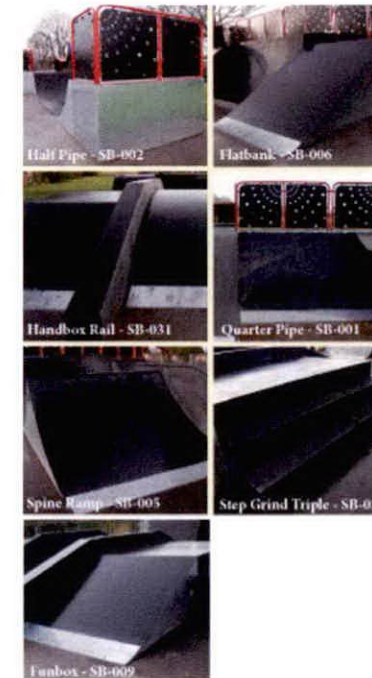 Half Pipe - SB-002
Flatbank - SB-006
Handbox Rail - SB-031
Quarter Pipe - SB-001
Spine Ramp - SB-005
Step Grind Triple - SB-0
Funbox - SB-009